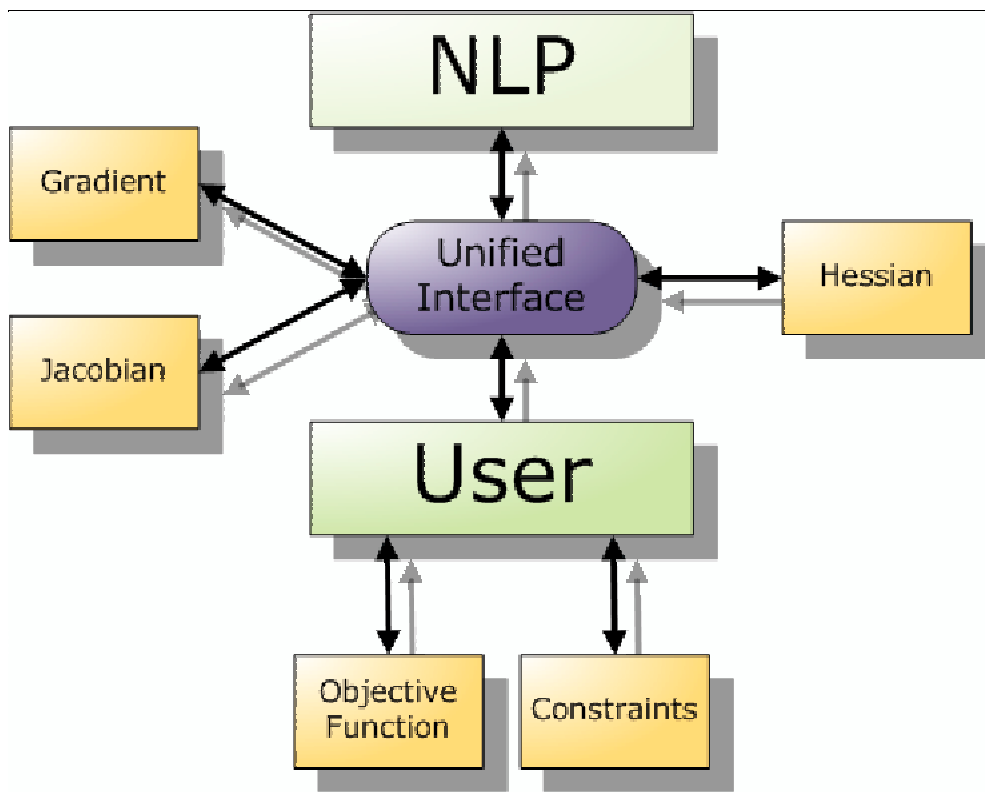 NLP
Gradient
Unified
Interface
Hessian
Jacobian
User
Objective
Function
Constraints